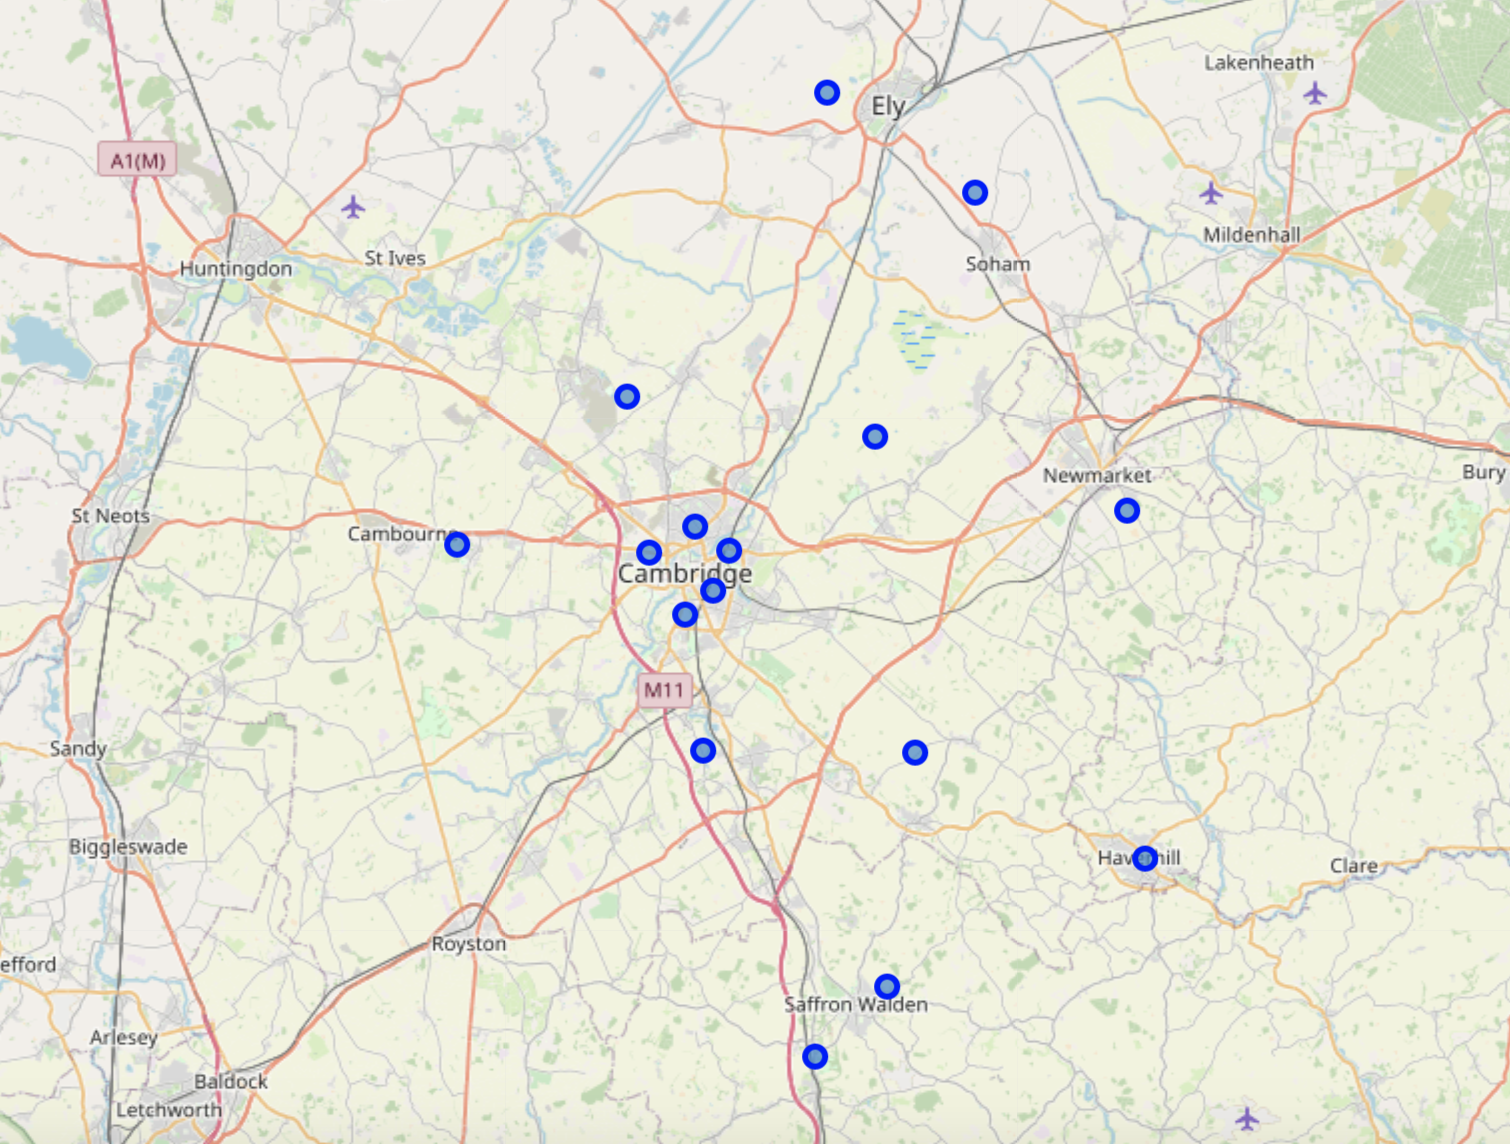 Lakenheath
Ely
A1(M)
Mildenhall
St Ives
Soham
Huntingdon
Bury
Newmarket
St Neots
Cambourn
Cambridge
M11
Sandy
Biggleswade
Hav hill
Clare
Royston
efford
Saffron Walden
Arlesey
Baldock
Letchworth